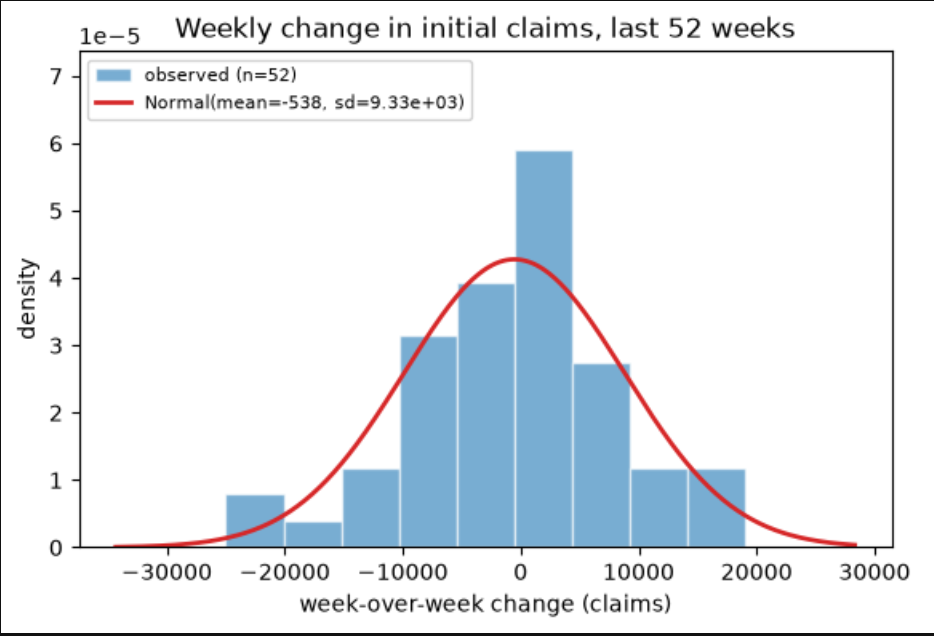 Weekly change in initial claims, last 52 weeks
1e−5
observed (n=52)
Normal(mean=-538, sd=9.33e+03)
7
6
5
4
3
2
1
0
density
−30000 −20000 −10000 0 10000 20000 30000
week-over-week change (claims)